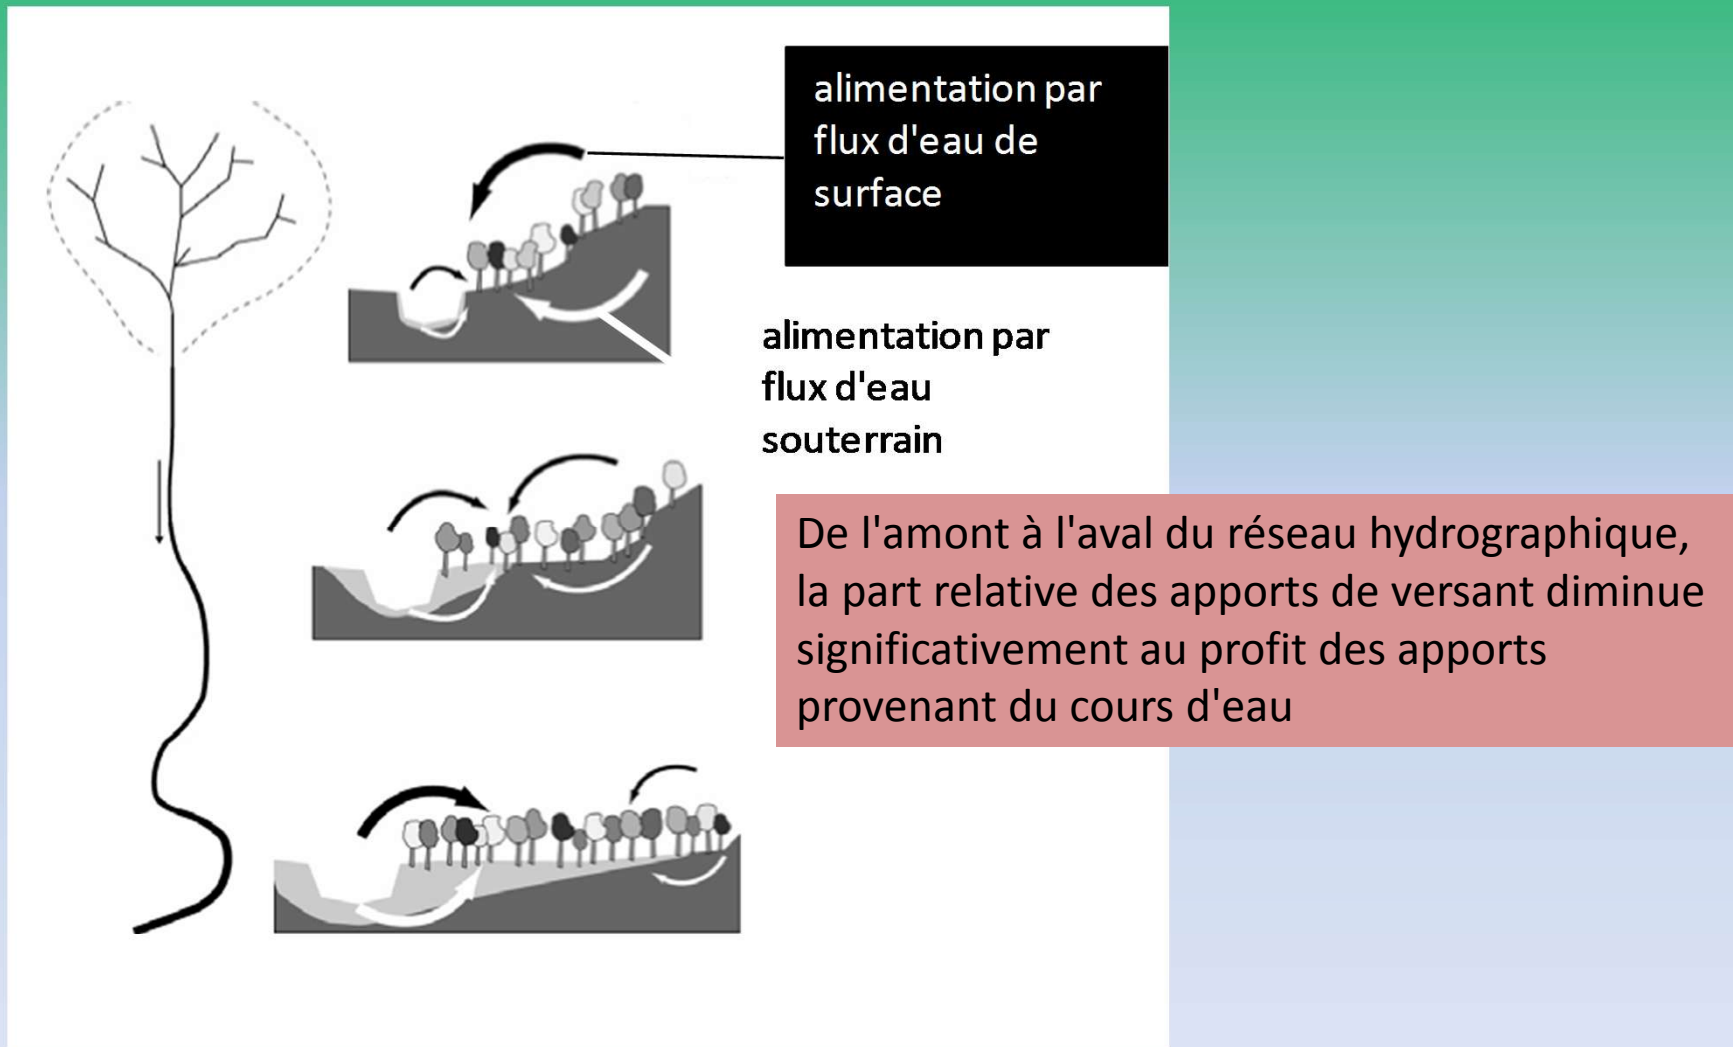 alimentation par
flux d'eau de
surface
alimentation par
flux d'eau
souterrain
De l'amont à l'aval du réseau hydrographique,
la part relative des apports de versant diminue
significativement au profit des apports
provenant du cours d'eau